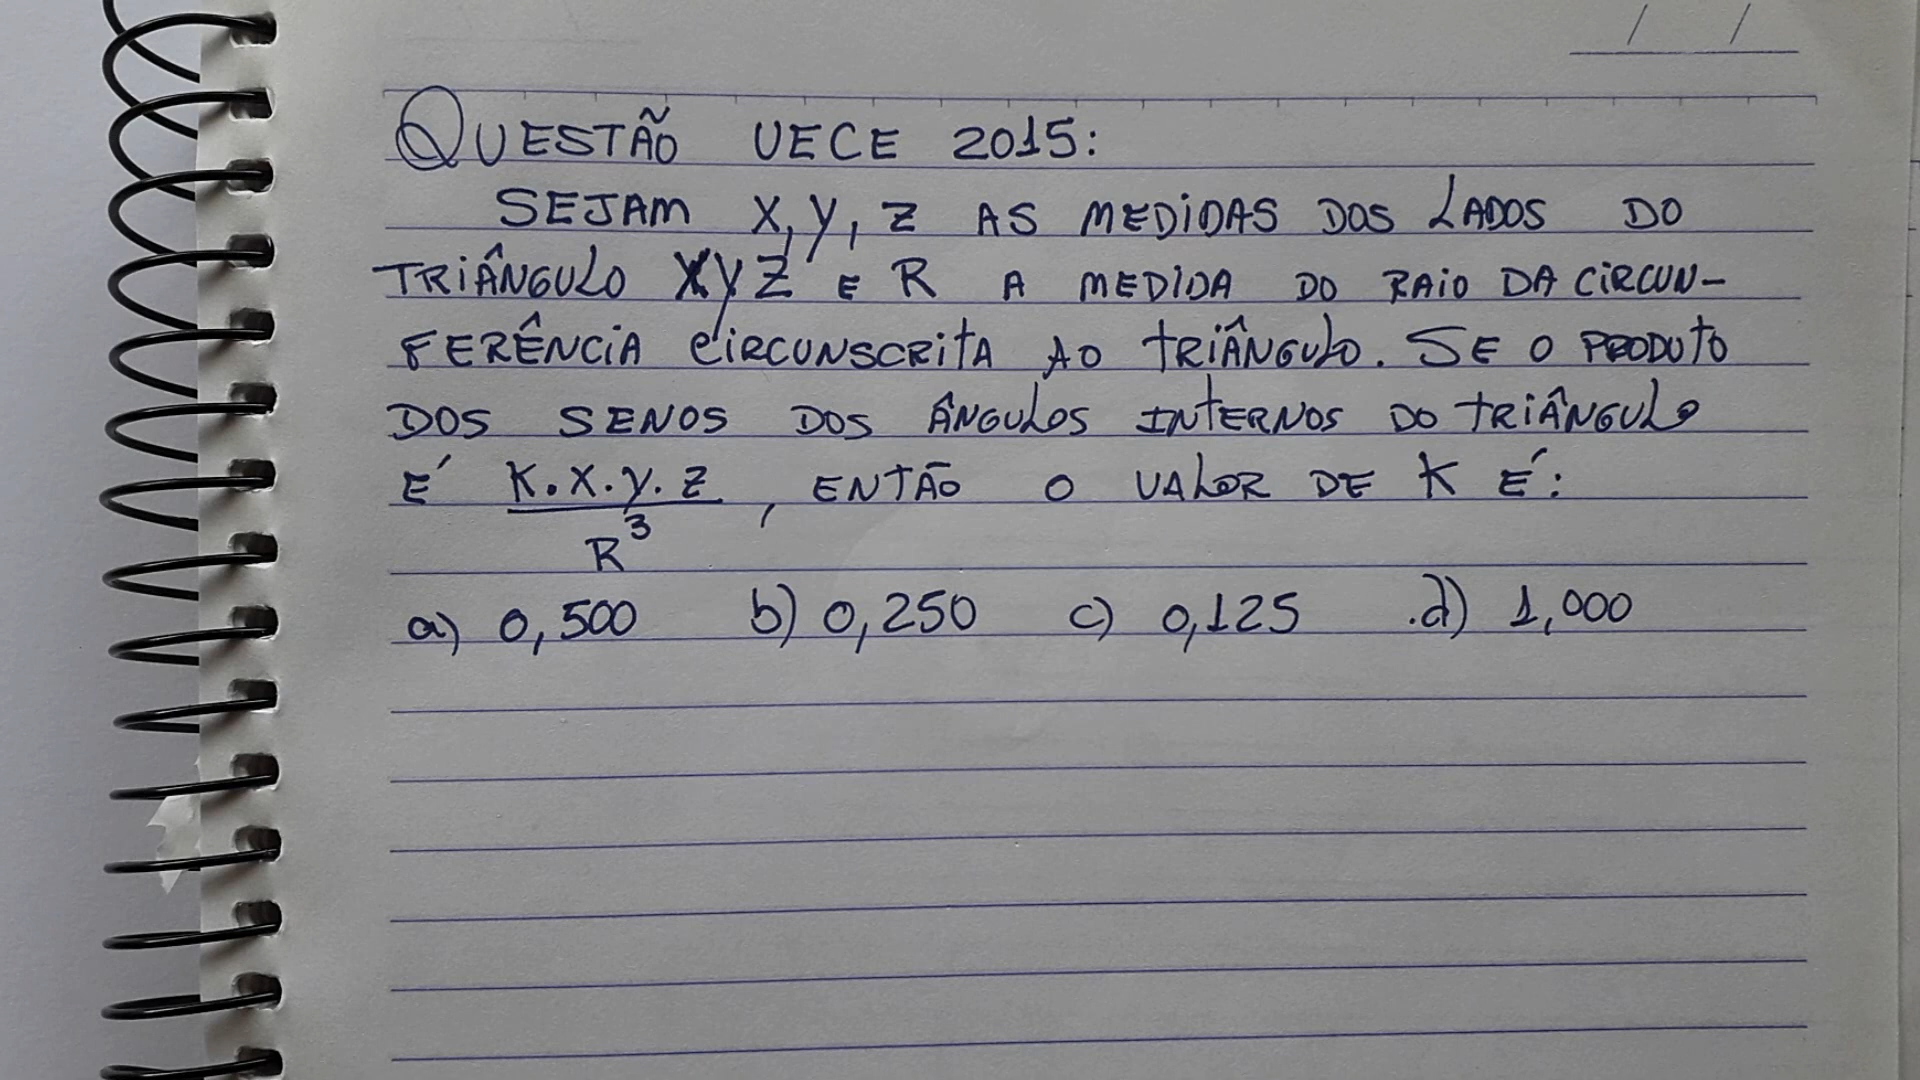 / /
QUESTÃO UECE 2015:
SEJAM X, Y, Z AS MEDIDAS DOS LADOS DO
TRIÂNGULO XYZ E R A MEDIDA DO RAIO DA CIRCUN-
FERÊNCIA CIRCUNSCRITA AO TRIÂNGULO. SE O PRODUTO
DOS SENOS DOS ÂNGULOS INTERNOS DO TRIÂNGULO
É K.X.Y.Z / R³, ENTÃO O VALOR DE K É:
a) 0,500 b) 0,250 c) 0,125 .d) 1,000